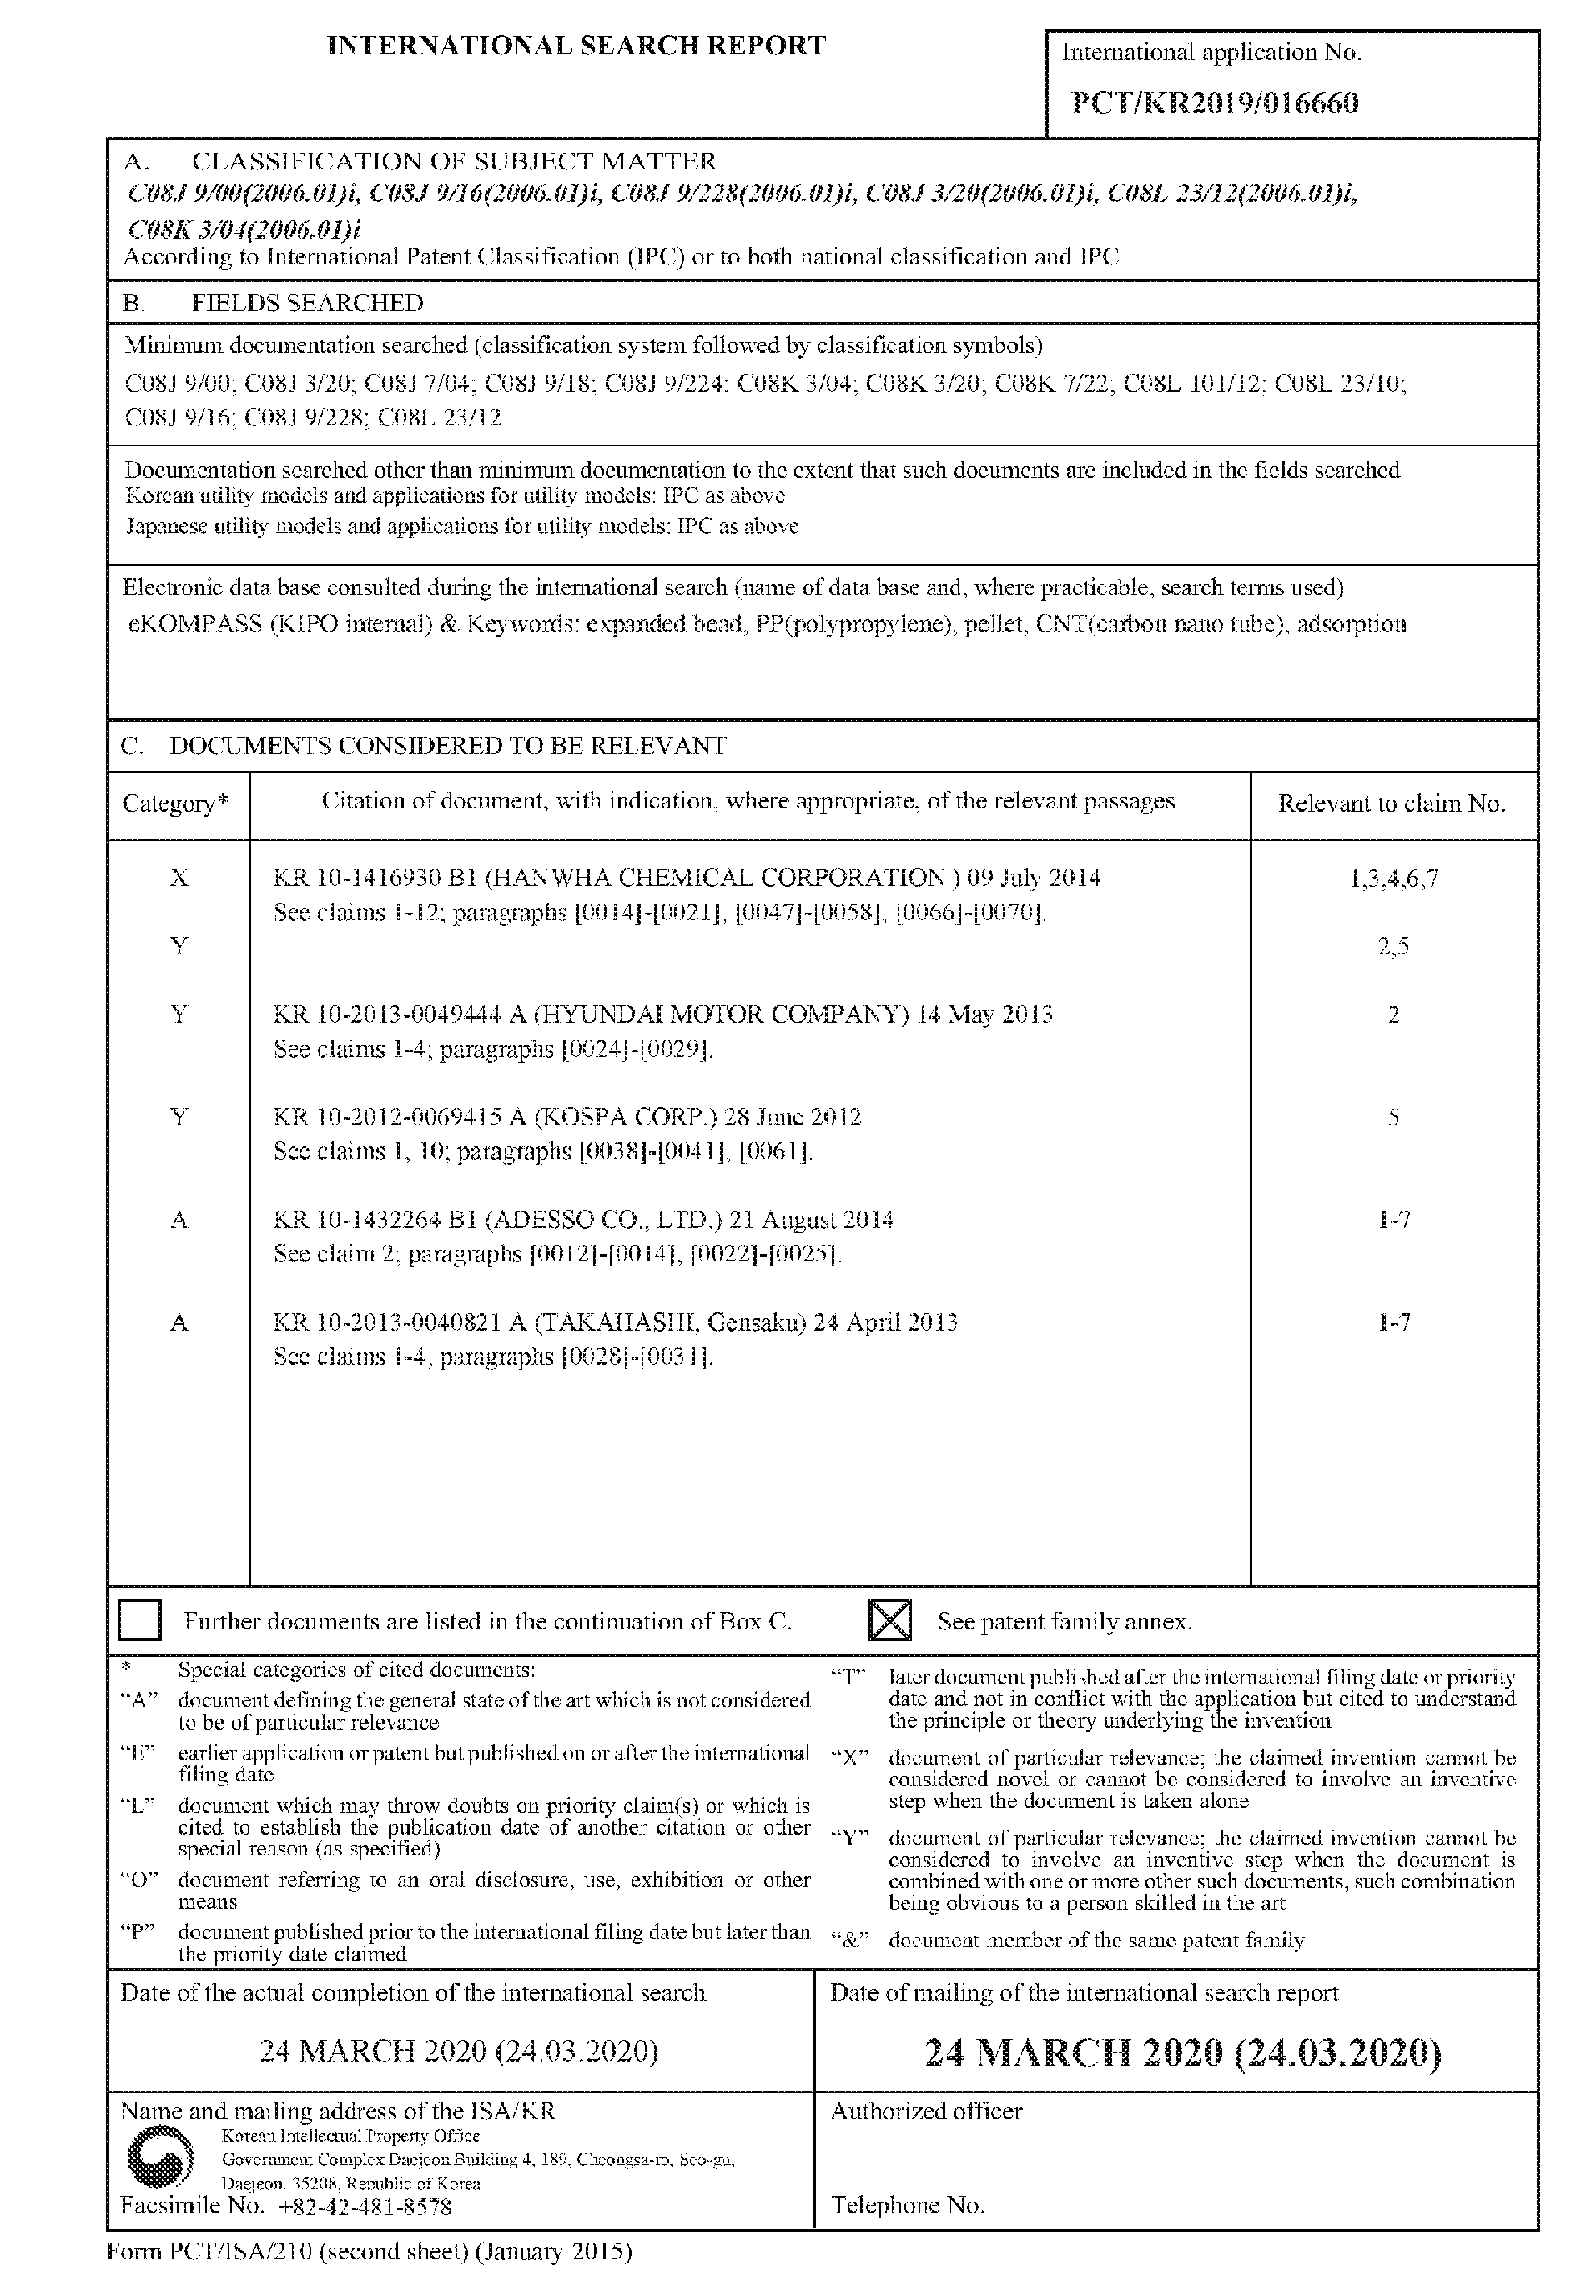 INTERNATIONAL SEARCH REPORT
International application No.
PCT/KR2019/016660
A. CLASSIFICATION OF SUBJECT MATTER
C08J 9/00(2006.01)i, C08J 9/16(2006.01)i, C08J 9/228(2006.01)i, C08J 3/20(2006.01)i, C08L 23/12(2006.01)i,
C08K 3/04(2006.01)i
According to International Patent Classification (IPC) or to both national classification and IPC
B. FIELDS SEARCHED
Minimum documentation searched (classification system followed by classification symbols)
C08J 9/00; C08J 3/20; C08J 7/04; C08J 9/18; C08J 9/224; C08K 3/04; C08K 3/20; C08K 7/22; C08L 101/12; C08L 23/10;
C08J 9/16; C08J 9/228; C08L 23/12
Documentation searched other than minimum documentation to the extent that such documents are included in the fields searched
Korean utility models and applications for utility models: IPC as above
Japanese utility models and applications for utility models: IPC as above
Electronic data base consulted during the international search (name of data base and, where practicable, search terms used)
eKOMPASS (KIPO internal) & Keywords: expanded bead, PP(polypropylene), pellet, CNT(carbon nano tube), adsorption
C. DOCUMENTS CONSIDERED TO BE RELEVANT
Category* Citation of document, with indication, where appropriate, of the relevant passages Relevant to claim No.
X KR 10-1416930 B1 (HANWHA CHEMICAL CORPORATION ) 09 July 2014 1,3,4,6,7
See claims 1-12; paragraphs [0014]-[0021], [0047]-[0058], [0066]-[0070].
Y 2,5
Y KR 10-2013-0049444 A (HYUNDAI MOTOR COMPANY) 14 May 2013 2
See claims 1-4; paragraphs [0024]-[0029].
Y KR 10-2012-0069415 A (KOSPA CORP.) 28 June 2012 5
See claims 1, 10; paragraphs [0038]-[0041], [0061].
A KR 10-1432264 B1 (ADESSO CO., LTD.) 21 August 2014 1-7
See claim 2; paragraphs [0012]-[0014], [0022]-[0025].
A KR 10-2013-0040821 A (TAKAHASHI, Gensaku) 24 April 2013 1-7
See claims 1-4; paragraphs [0028]-[0031].
Further documents are listed in the continuation of Box C.
See patent family annex.
* Special categories of cited documents:
“A” document defining the general state of the art which is not considered
to be of particular relevance
“E” earlier application or patent but published on or after the international
filing date
“L” document which may throw doubts on priority claim(s) or which is
cited to establish the publication date of another citation or other
special reason (as specified)
“O” document referring to an oral disclosure, use, exhibition or other
means
“P” document published prior to the international filing date but later than
the priority date claimed
“T” later document published after the international filing date or priority
date and not in conflict with the application but cited to understand
the principle or theory underlying the invention
“X” document of particular relevance; the claimed invention cannot be
considered novel or cannot be considered to involve an inventive
step when the document is taken alone
“Y” document of particular relevance; the claimed invention cannot be
considered to involve an inventive step when the document is
combined with one or more other such documents, such combination
being obvious to a person skilled in the art
“&” document member of the same patent family
Date of the actual completion of the international search
24 MARCH 2020 (24.03.2020)
Date of mailing of the international search report
24 MARCH 2020 (24.03.2020)
Name and mailing address of the ISA/KR
Korean Intellectual Property Office
Government Complex Daejeon Building 4, 189, Cheongsa-ro, Seo-gu,
Daejeon, 35208, Republic of Korea
Facsimile No. +82-42-481-8578
Authorized officer
Telephone No.
Form PCT/ISA/210 (second sheet) (January 2015)